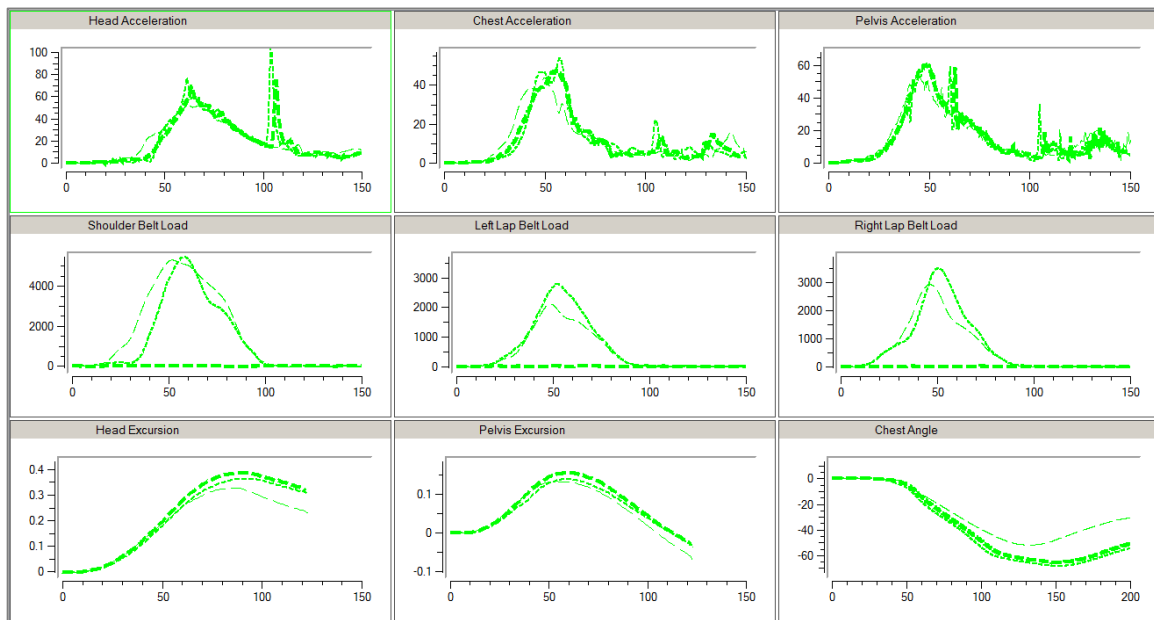 Head Acceleration
100
80
60
40
20
0
0 50 100 150
Chest Acceleration
40
20
0
0 50 100 150
Pelvis Acceleration
60
40
20
0
0 50 100 150
Shoulder Belt Load
4000
2000
0
0 50 100 150
Left Lap Belt Load
3000
2000
1000
0
0 50 100 150
Right Lap Belt Load
3000
2000
1000
0
0 50 100 150
Head Excursion
0.4
0.3
0.2
0.1
0
0 50 100 150
Pelvis Excursion
0.1
0
-0.1
0 50 100 150
Chest Angle
0
-20
-40
-60
0 50 100 150 200